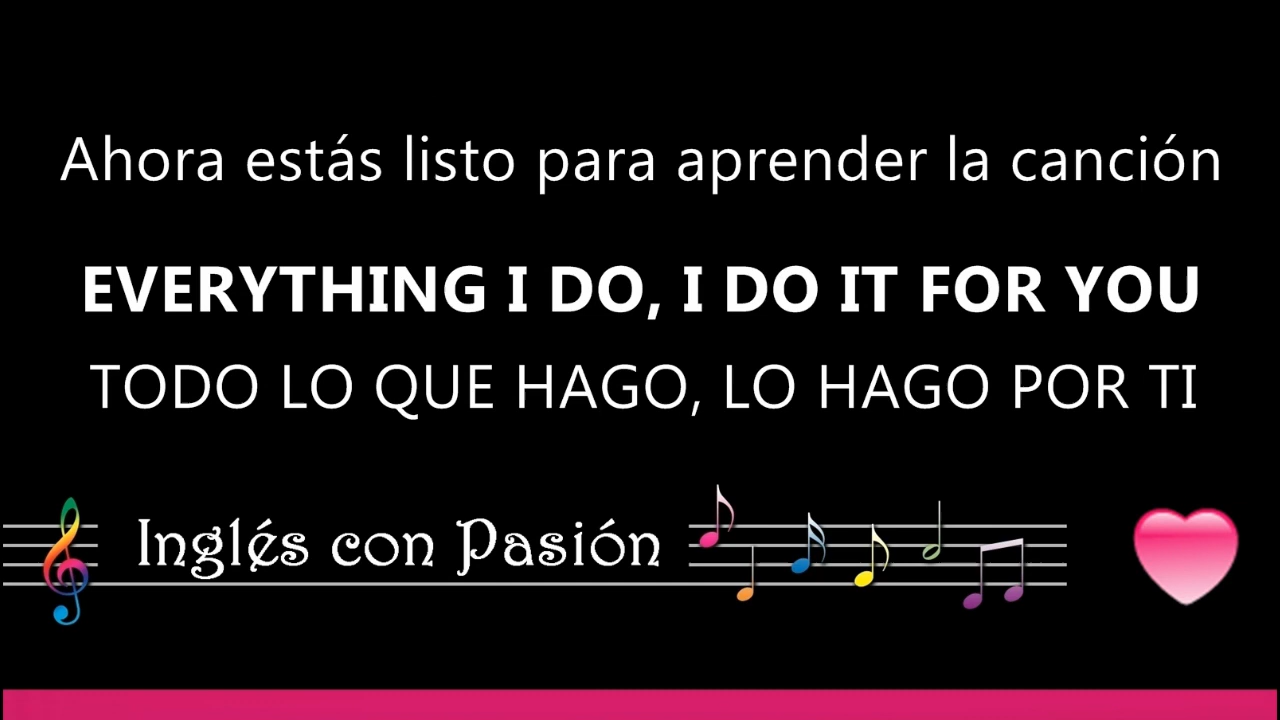 Ahora estás listo para aprender la canción
EVERYTHING I DO, I DO IT FOR YOU
TODO LO QUE HAGO, LO HAGO POR TI
Inglés con Pasión